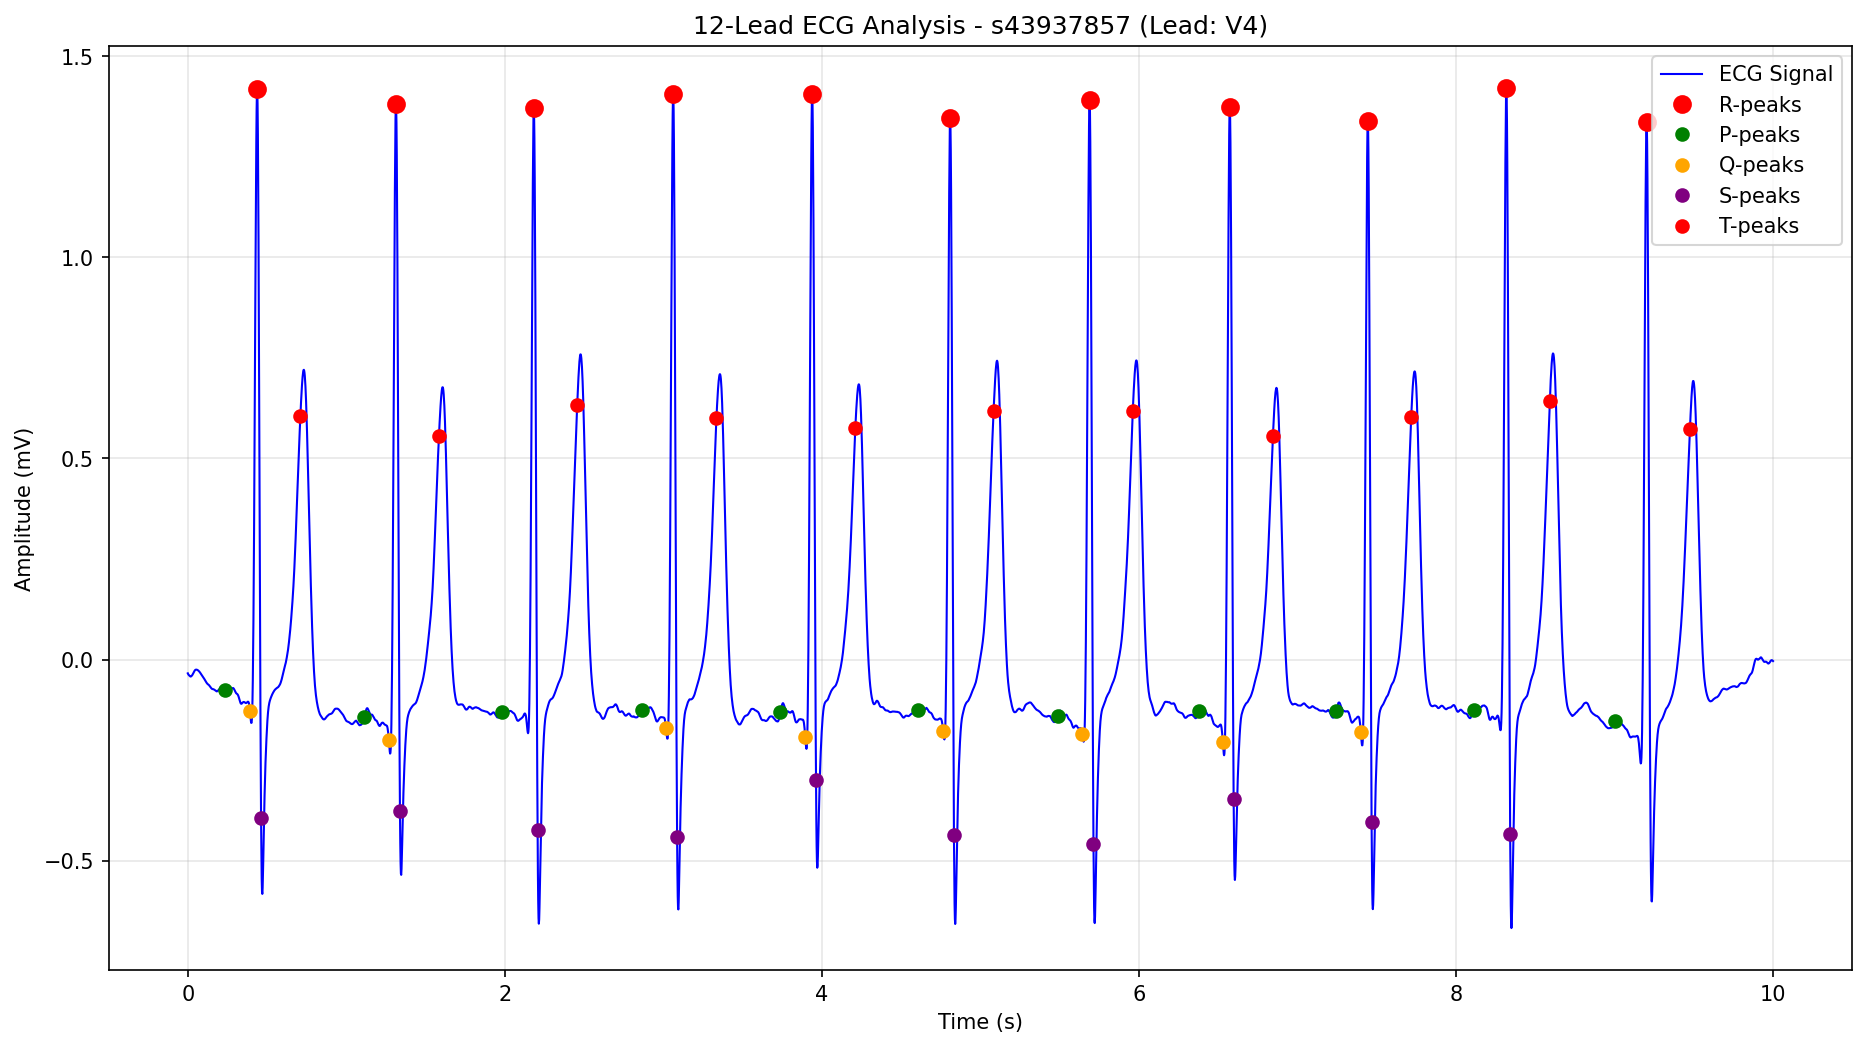 12-Lead ECG Analysis - s43937857 (Lead: V4)
ECG Signal
R-peaks
P-peaks
Q-peaks
S-peaks
T-peaks
Amplitude (mV)
1.5
1.0
0.5
0.0
−0.5
0 2 4 6 8 10
Time (s)